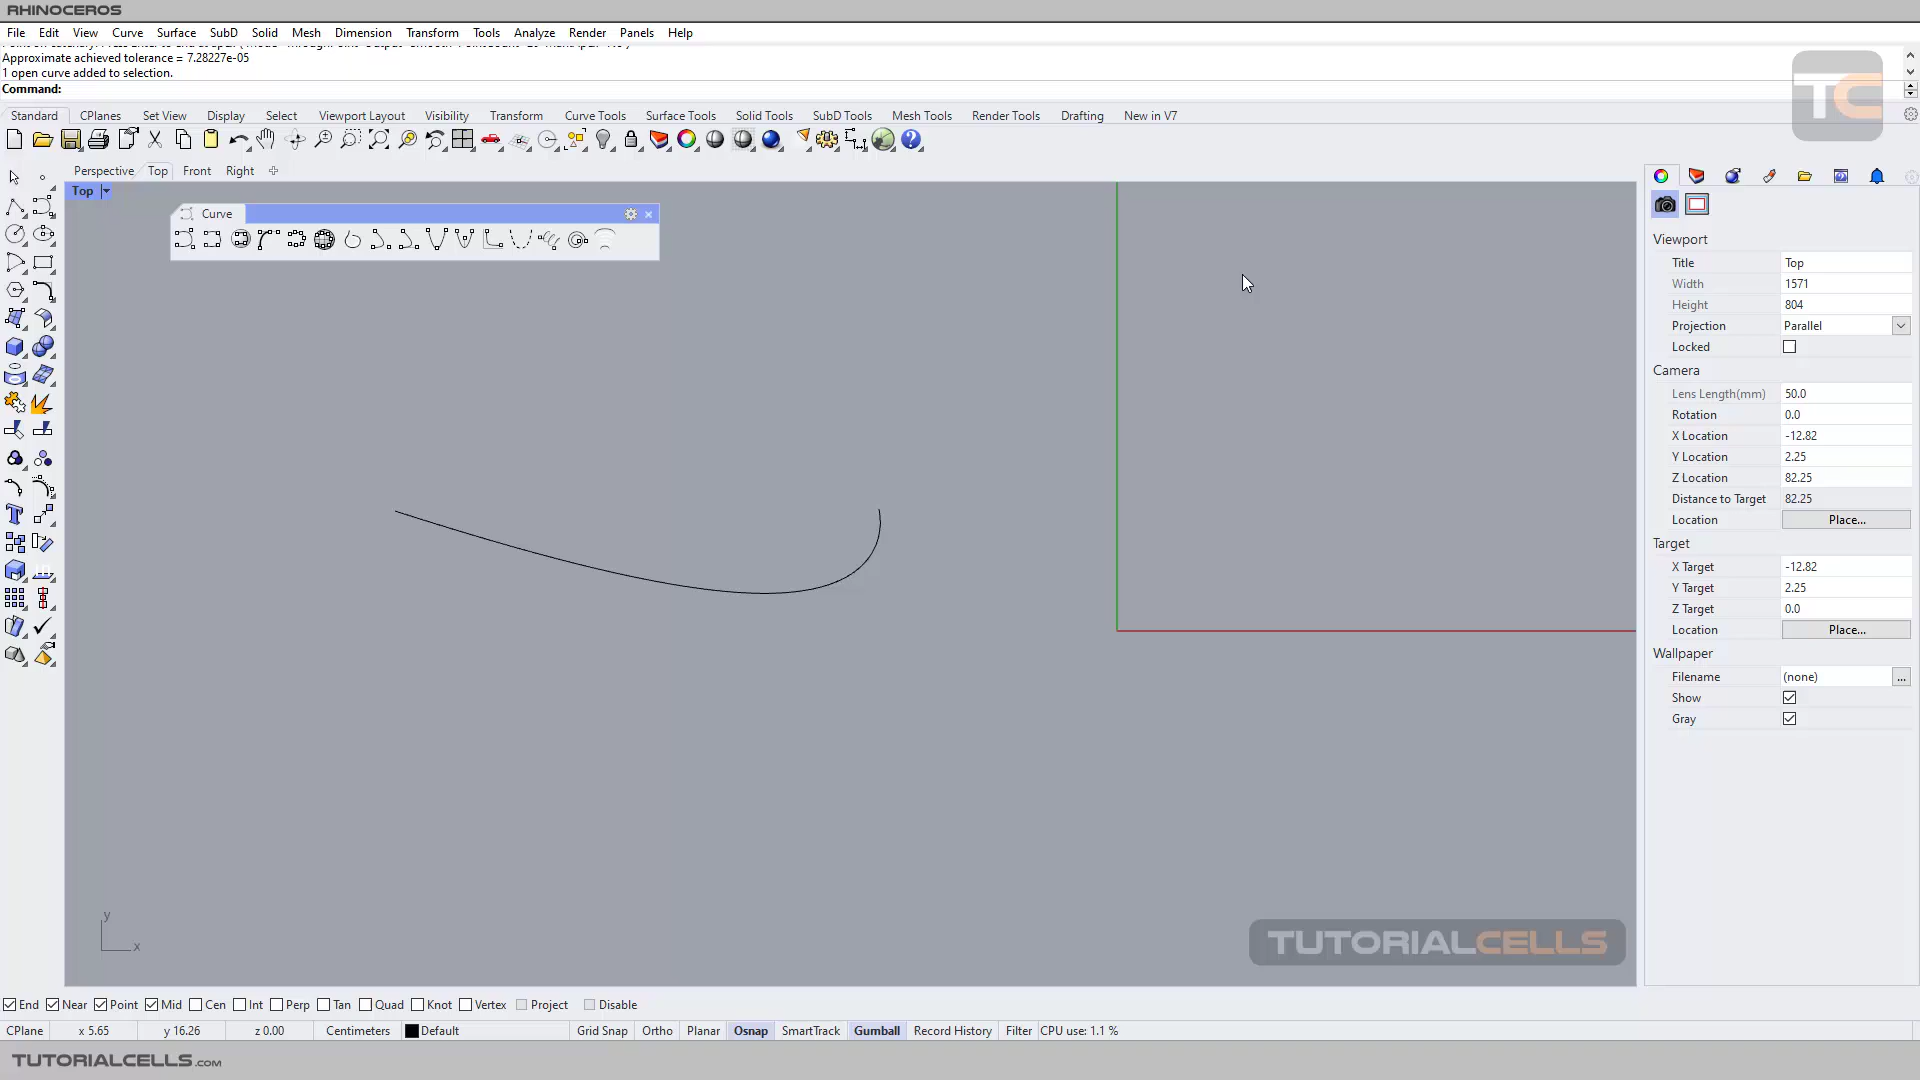 RHINOCEROS
File Edit View Curve Surface SubD Solid Mesh Dimension Transform Tools Analyze Render Panels Help
Approximate achieved tolerance = 7.28227e-05
1 open curve added to selection.
Command:
TC
Standard CPlanes Set View Display Select Viewport Layout Visibility Transform Curve Tools Surface Tools Solid Tools SubD Tools Mesh Tools Render Tools Drafting New in V7
Perspective Top Front Right
Top
Curve
Viewport
Title Top
Width 1571
Height 804
Projection Parallel
Locked
Camera
Lens Length(mm) 50.0
Rotation 0.0
X Location -12.82
Y Location 2.25
Z Location 82.25
Distance to Target 82.25
Location Place...
Target
X Target -12.82
Y Target 2.25
Z Target 0.0
Location Place...
Wallpaper
Filename (none) ...
Show
Gray
y
x
TUTORIALCELLS
End Near Point Mid Cen Int Perp Tan Quad Knot Vertex Project Disable
CPlane x 5.65 y 16.26 z 0.00 Centimeters Default Grid Snap Ortho Planar Osnap SmartTrack Gumball Record History Filter CPU use: 1.1 %
TUTORIALCELLS.COM